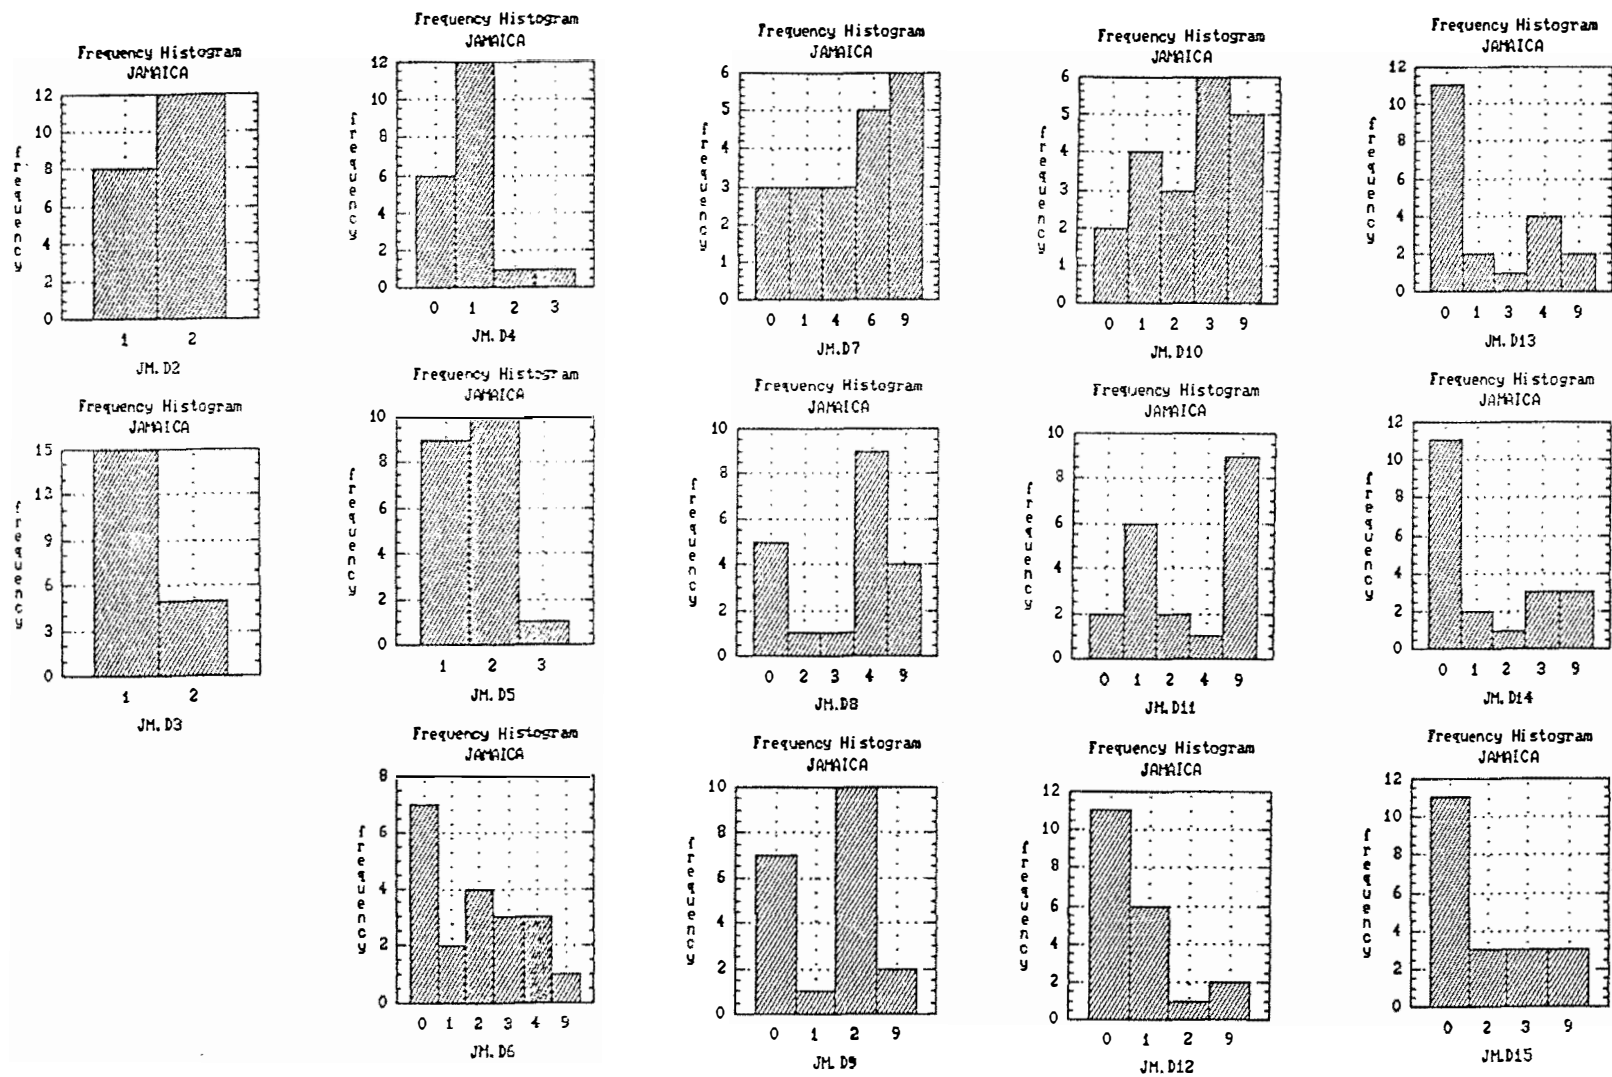 Frequency Histogram
JAMAICA
frequency
12
10
8
6
4
2
0
1 2
JM.D2
Frequency Histogram
JAMAICA
frequency
15
12
9
6
3
0
1 2
JM.D3
Frequency Histogram
JAMAICA
frequency
12
10
8
6
4
2
0
0 1 2 3
JM.D4
Frequency Histogram
JAMAICA
frequency
10
8
6
4
2
0
1 2 3
JM.D5
Frequency Histogram
JAMAICA
frequency
8
6
4
2
0
0 1 2 3 4 9
JM.D6
Frequency Histogram
JAMAICA
frequency
6
5
4
3
2
1
0
0 1 4 6 9
JM.D7
Frequency Histogram
JAMAICA
frequency
10
8
6
4
2
0
0 2 3 4 9
JM.D8
Frequency Histogram
JAMAICA
frequency
10
8
6
4
2
0
0 1 2 9
JM.D9
Frequency Histogram
JAMAICA
frequency
6
5
4
3
2
1
0
0 1 2 3 9
JM.D10
Frequency Histogram
JAMAICA
frequency
10
8
6
4
2
0
0 1 2 4 9
JM.D11
Frequency Histogram
JAMAICA
frequency
12
10
8
6
4
2
0
0 1 2 9
JM.D12
Frequency Histogram
JAMAICA
frequency
12
10
8
6
4
2
0
0 1 3 4 9
JM.D13
Frequency Histogram
JAMAICA
frequency
12
10
8
6
4
2
0
0 1 2 3 9
JM.D14
Frequency Histogram
JAMAICA
frequency
12
10
8
6
4
2
0
0 2 3 9
JM.D15